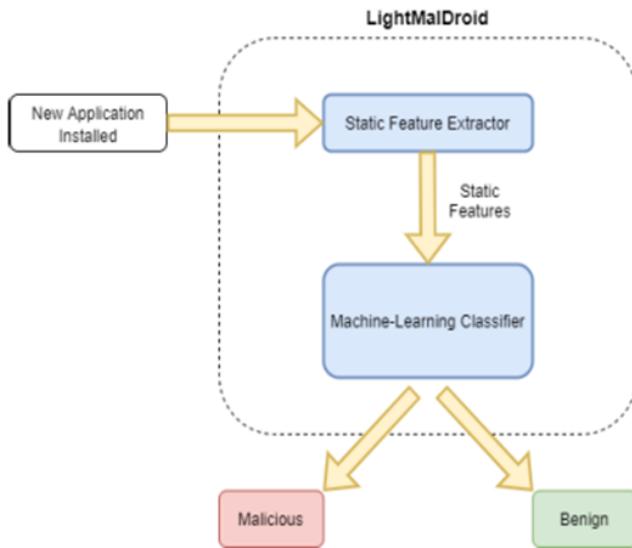 LightMalDroid
New Application
Installed
Static Feature Extractor
Static
Features
Machine-Learning Classifier
Malicious
Benign